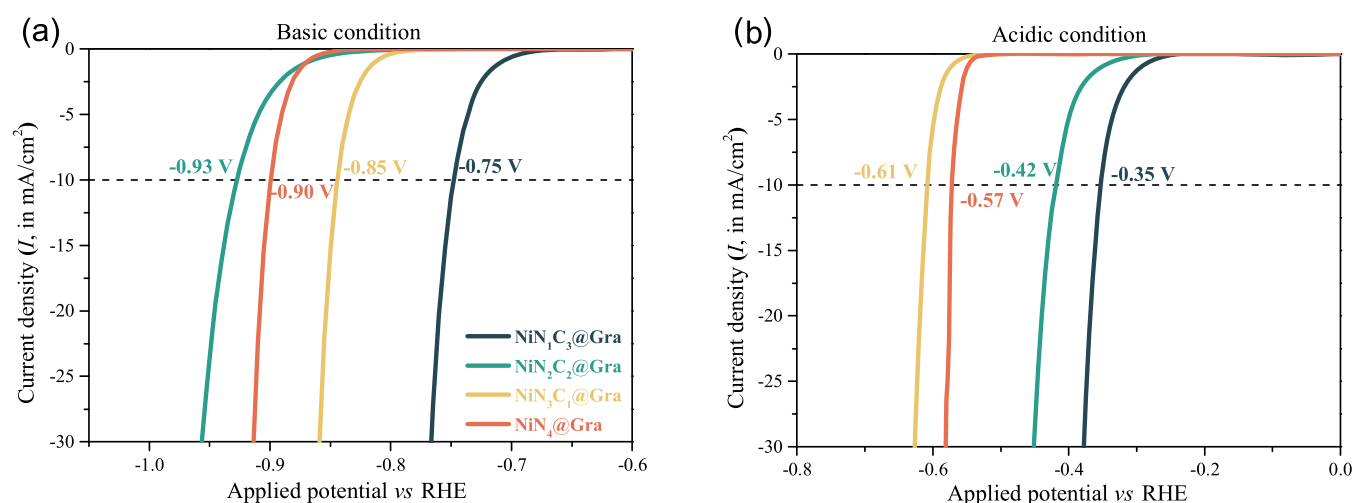 (a)
Basic condition
0
-5
-10
-15
-20
-25
-30
Current density (I, in mA/cm²)
-0.93 V
-0.90 V
-0.85 V
-0.75 V
NiN₁C₃@Gra
NiN₂C₂@Gra
NiN₃C₁@Gra
NiN₄@Gra
-1.0 -0.9 -0.8 -0.7 -0.6
Applied potential vs RHE
(b)
Acidic condition
0
-5
-10
-15
-20
-25
-30
Current density (I, in mA/cm²)
-0.61 V
-0.57 V
-0.42 V
-0.35 V
-0.8 -0.6 -0.4 -0.2 0.0
Applied potential vs RHE